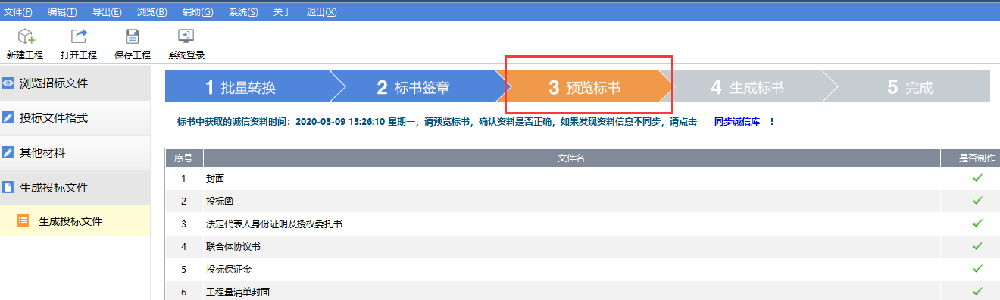 文件(F) 编辑(T) 导出(E) 浏览(B) 辅助(G) 系统(S) 关于 退出(X)
新建工程 打开工程 保存工程 系统登录
浏览招标文件
投标文件格式
其他材料
生成投标文件
生成投标文件
1 批量转换 2 标书签章 3 预览标书 4 生成标书 5 完成
标书中获取的诚信资料时间：2020-03-09 13:26:10 星期一，请预览标书，确认资料是否正确，如果发现资料信息不同步，请点击 同步诚信库 ！
序号 文件名 是否制作
1 封面
2 投标函
3 法定代表人身份证明及授权委托书
4 联合体协议书
5 投标保证金
6 工程量清单封面